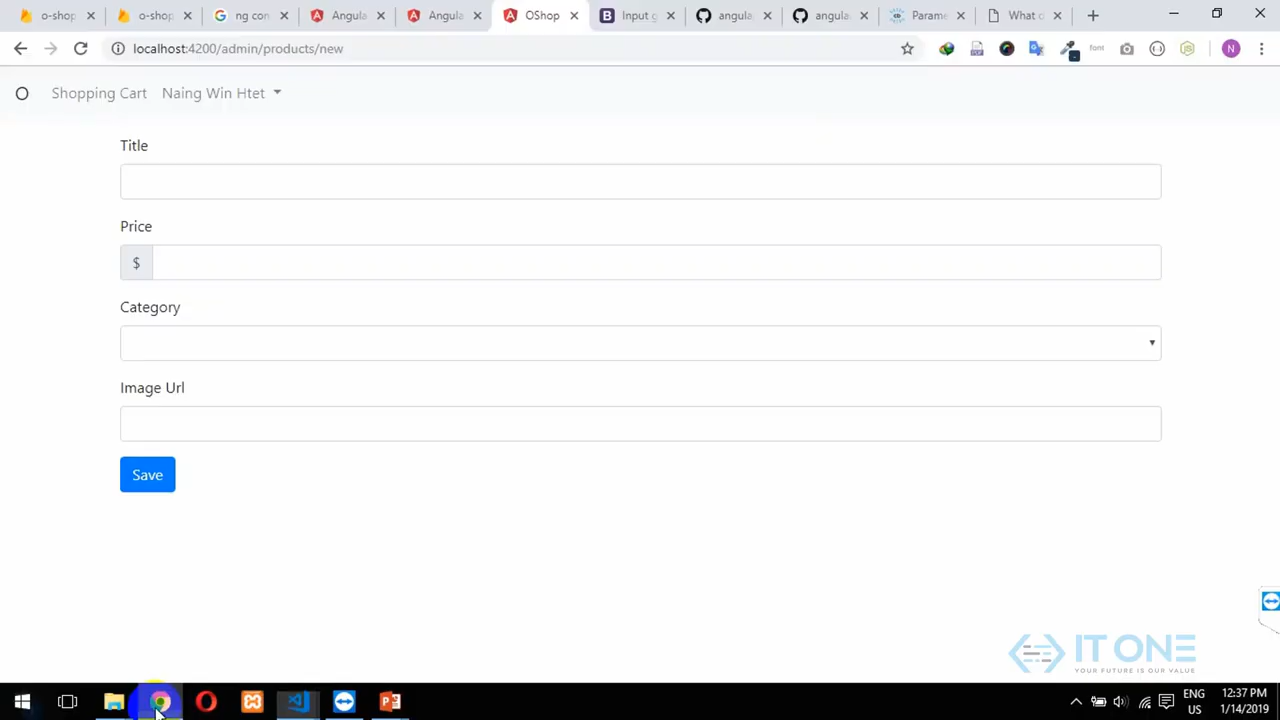 o-shop
o-shop
ng con
Angula
Angula
OShop
Input g
angula
angula
Parame
What c
localhost:4200/admin/products/new
font
N
Shopping Cart
Naing Win Htet
Title
Price
$
Category
Image Url
Save
IT ONE
YOUR FUTURE IS OUR VALUE
ENG
US
12:37 PM
1/14/2019